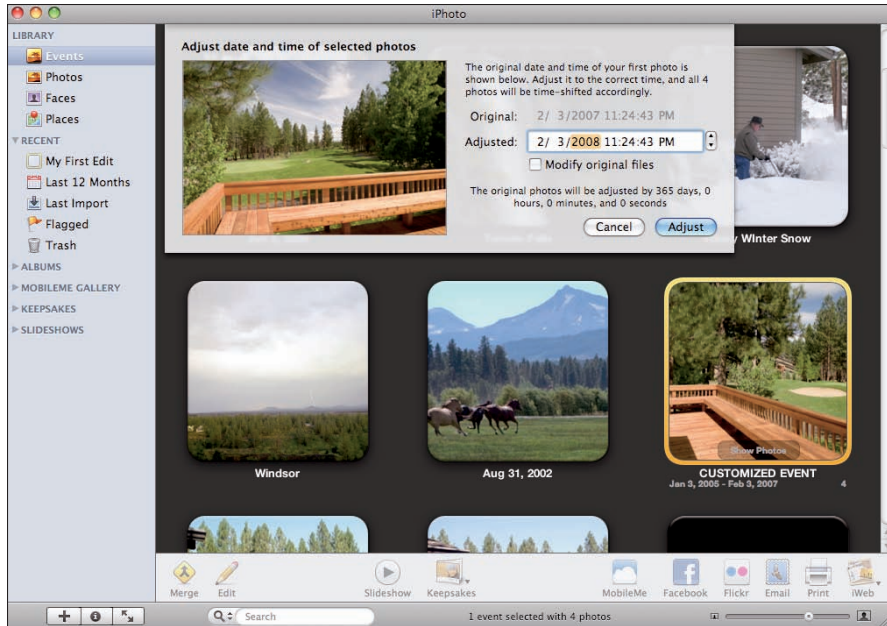 iPhoto
LIBRARY
Events
Photos
Faces
Places
RECENT
My First Edit
Last 12 Months
Last Import
Flagged
Trash
ALBUMS
MOBILEME GALLERY
KEEPSAKES
SLIDESHOWS
Adjust date and time of selected photos
The original date and time of your first photo is
shown below. Adjust it to the correct time, and all 4
photos will be time-shifted accordingly.
Original: 2/ 3/2007 11:24:43 PM
Adjusted: 2/ 3/2008 11:24:43 PM
Modify original files
The original photos will be adjusted by 365 days, 0
hours, 0 minutes, and 0 seconds
Cancel Adjust
WInter Snow
Windsor
Aug 31, 2002
Show Photos
CUSTOMIZED EVENT
Jan 3, 2005 - Feb 3, 2007 4
Merge Edit Slideshow Keepsakes MobileMe Facebook Flickr Email Print iWeb
Search
1 event selected with 4 photos